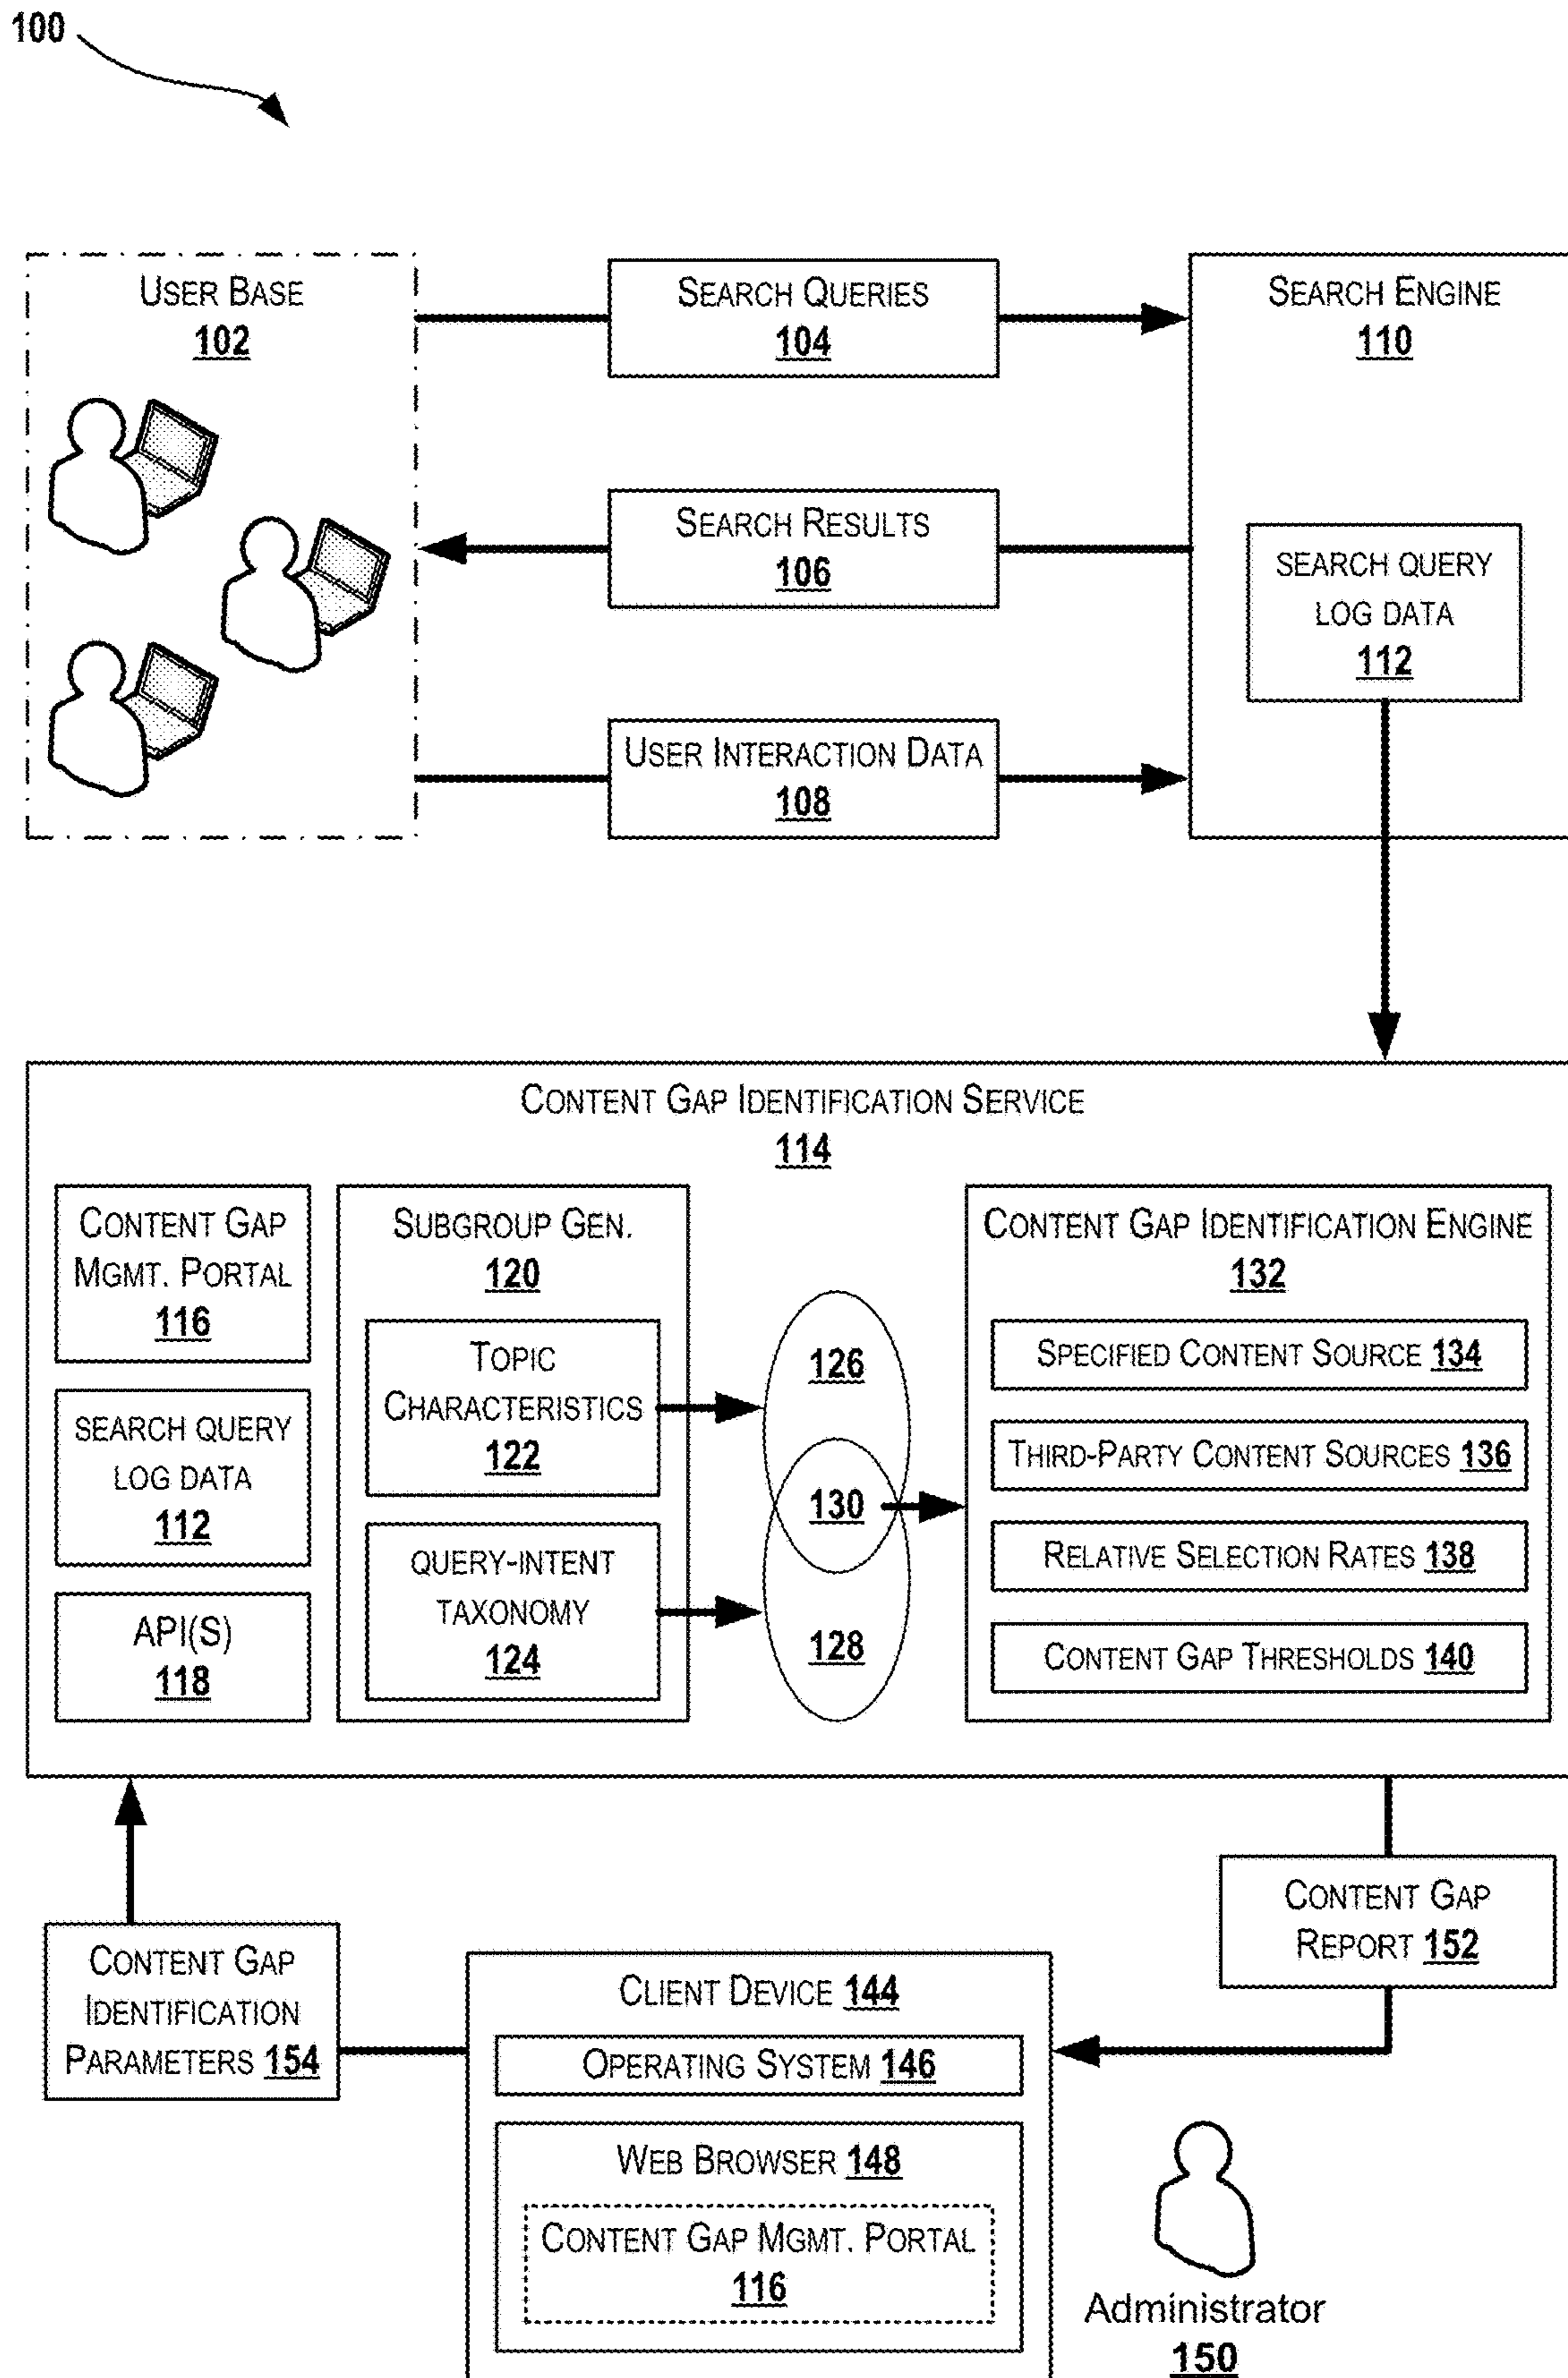 100
USER BASE
102
SEARCH QUERIES
104
SEARCH ENGINE
110
SEARCH RESULTS
106
SEARCH QUERY
LOG DATA
112
USER INTERACTION DATA
108
CONTENT GAP IDENTIFICATION SERVICE
114
CONTENT GAP
MGMT. PORTAL
116
SEARCH QUERY
LOG DATA
112
API(S)
118
SUBGROUP GEN.
120
TOPIC
CHARACTERISTICS
122
QUERY-INTENT
TAXONOMY
124
126
130
128
CONTENT GAP IDENTIFICATION ENGINE
132
SPECIFIED CONTENT SOURCE 134
THIRD-PARTY CONTENT SOURCES 136
RELATIVE SELECTION RATES 138
CONTENT GAP THRESHOLDS 140
CONTENT GAP
REPORT 152
CONTENT GAP
IDENTIFICATION
PARAMETERS 154
CLIENT DEVICE 144
OPERATING SYSTEM 146
WEB BROWSER 148
CONTENT GAP MGMT. PORTAL
116
Administrator
150